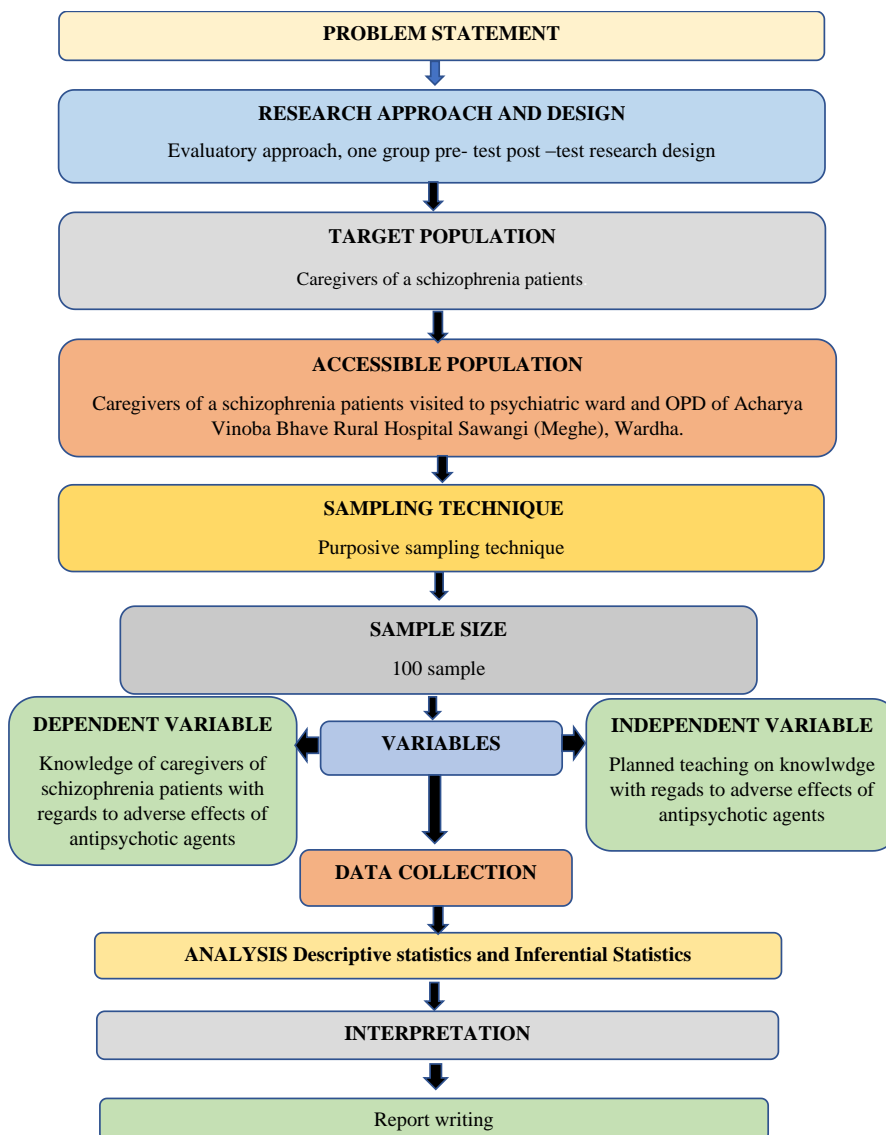 PROBLEM STATEMENT
RESEARCH APPROACH AND DESIGN
Evaluatory approach, one group pre- test post –test research design
TARGET POPULATION
Caregivers of a schizophrenia patients
ACCESSIBLE POPULATION
Caregivers of a schizophrenia patients visited to psychiatric ward and OPD of Acharya
Vinoba Bhave Rural Hospital Sawangi (Meghe), Wardha.
SAMPLING TECHNIQUE
Purposive sampling technique
SAMPLE SIZE
100 sample
DEPENDENT VARIABLE
Knowledge of caregivers of
schizophrenia patients with
regards to adverse effects of
antipsychotic agents
VARIABLES
INDEPENDENT VARIABLE
Planned teaching on knowlwdge
with regads to adverse effects of
antipsychotic agents
DATA COLLECTION
ANALYSIS Descriptive statistics and Inferential Statistics
INTERPRETATION
Report writing